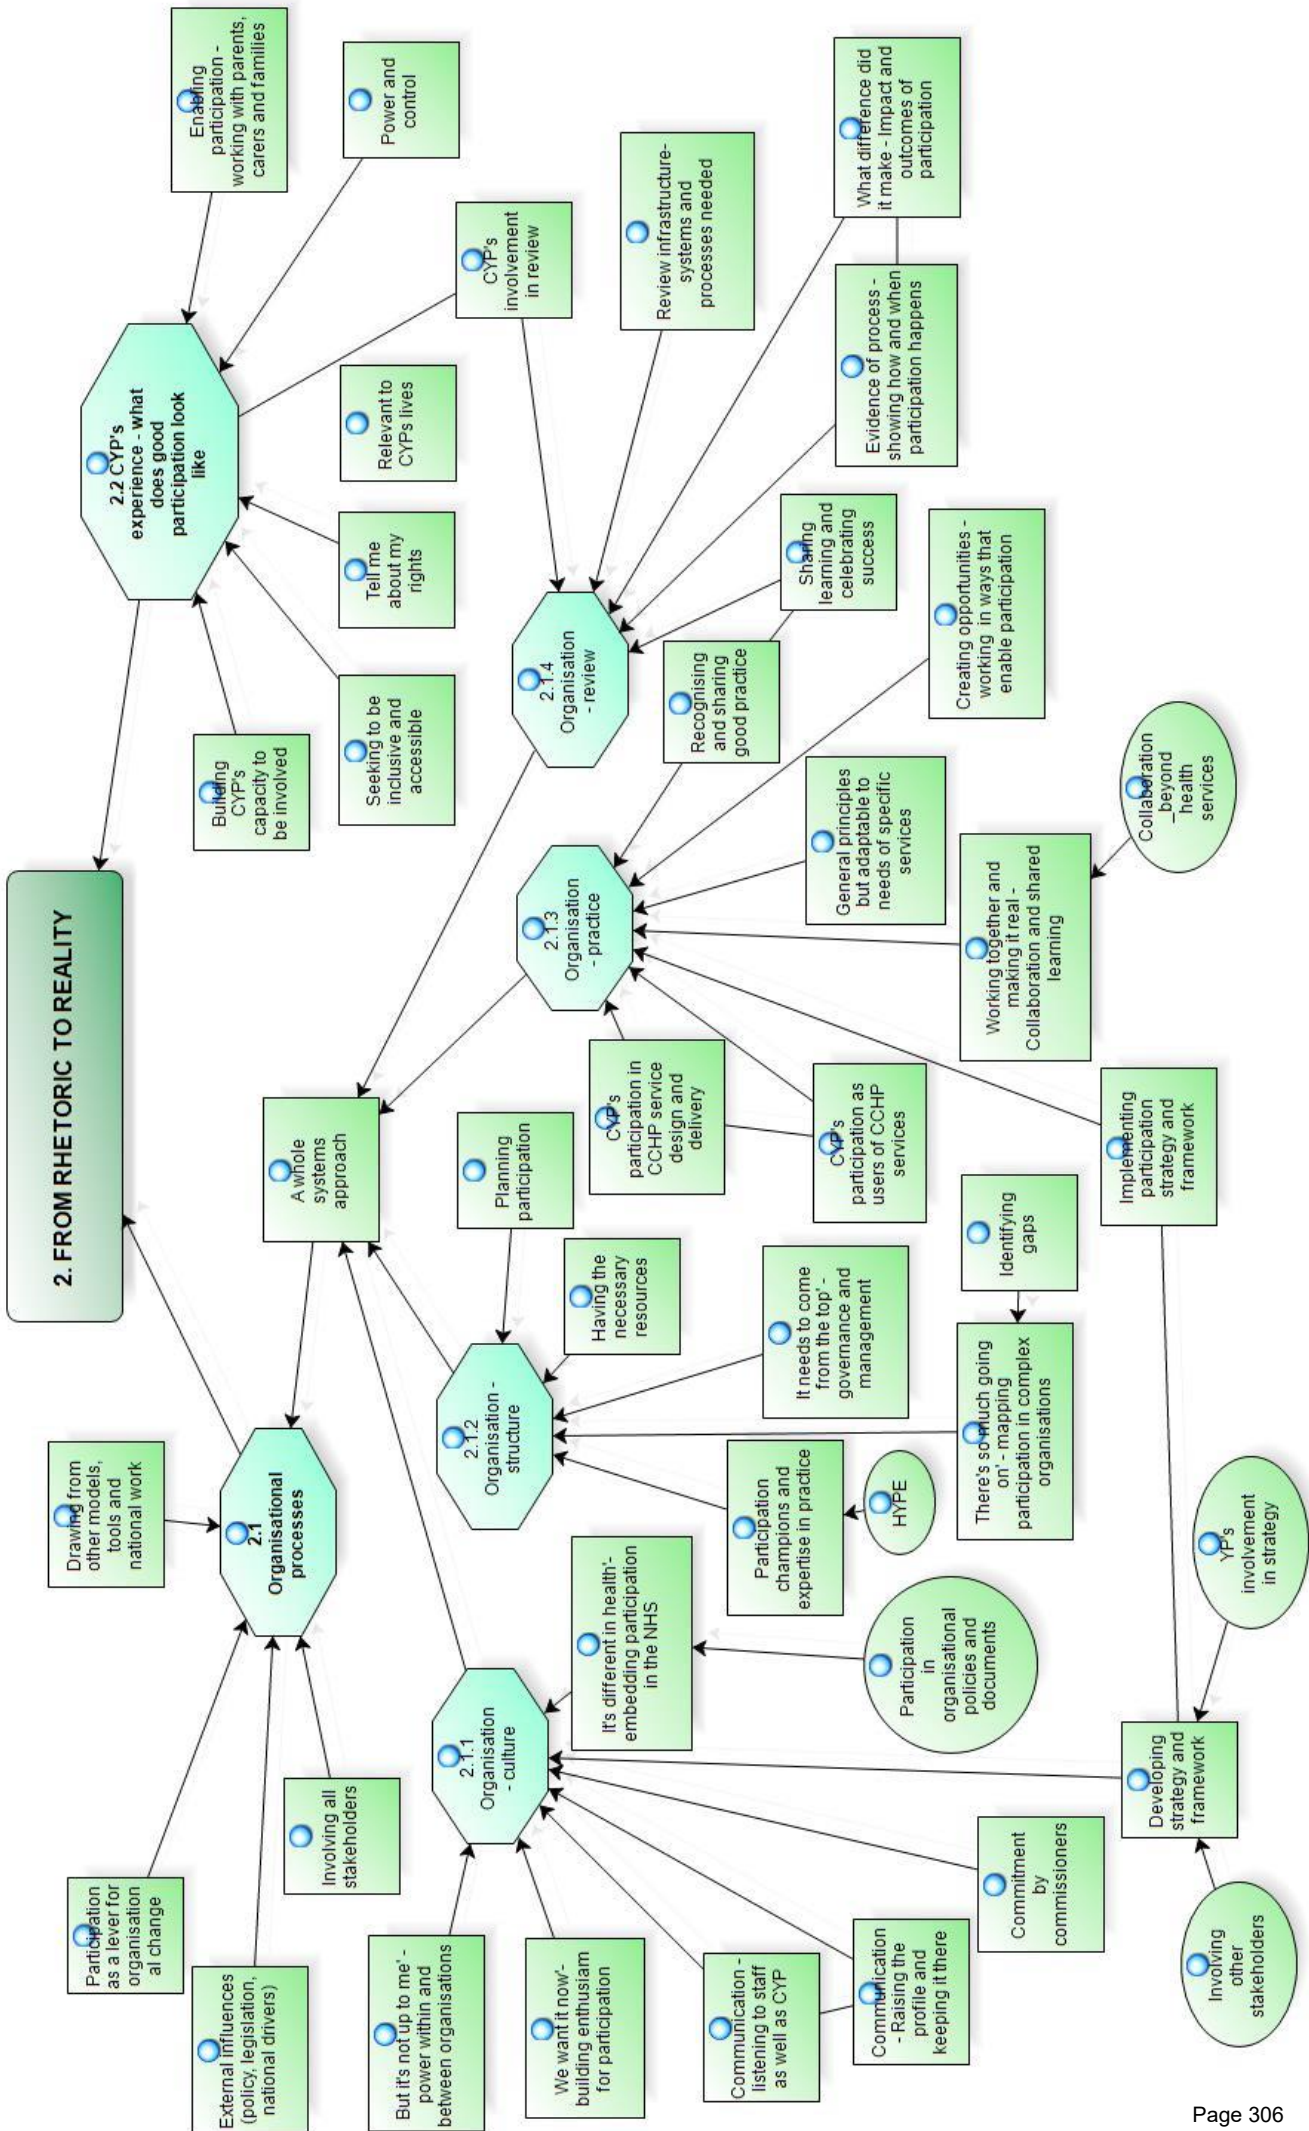 2. FROM RHETORIC TO REALITY
Participation
as a lever for
organisation
al change
Drawing from
other models,
tools and
national work
External influences
(policy, legislation,
national drivers)
Involving all
stakeholders
2.1
Organisational
processes
A whole
systems
approach
2.2 CYP's
experience - what
does good
participation look
like
Enabling
participation -
working with parents,
carers and families
Power and
control
Building
CYP's
capacity to
be involved
Seeking to be
inclusive and
accessible
Tell me
about my
rights
Relevant to
CYPs lives
CYP's
involvement
in review
But it's not up to me' -
power within and
between organisations
We want it now'-
building enthusiasm
for participation
2.1.1
Organisation
- culture
It's different in health'-
embedding participation
in the NHS
2.1.2
Organisation -
structure
Planning
participation
Having the
necessary
resources
2.1.3
Organisation
- practice
2.1.4
Organisation
- review
Review infrastructure-
systems and
processes needed
Communication -
listening to staff
as well as CYP
Communication
- Raising the
profile and
keeping it there
Commitment
by
commissioners
Participation
in
organisational
policies and
documents
Participation
champions and
expertise in practice
HYPE
It needs to come
from the top' -
governance and
management
There's so much going
on' - mapping
participation in complex
organisations
Identifying
gaps
CYP's
participation in
CCHP service
design and
delivery
CYP's
participation as
users of CCHP
services
Recognising
and sharing
good practice
Sharing
learning and
celebrating
success
General principles
but adaptable to
needs of specific
services
Creating opportunities -
working in ways that
enable participation
Evidence of process -
showing how and when
participation happens
What difference did
it make - Impact and
outcomes of
participation
Working together and
making it real -
Collaboration and shared
learning
Collaboration
_beyond
_health
services
Implementing
participation
strategy and
framework
Developing
strategy and
framework
Involving
other
stakeholders
YP's
involvement
in strategy
Page 306